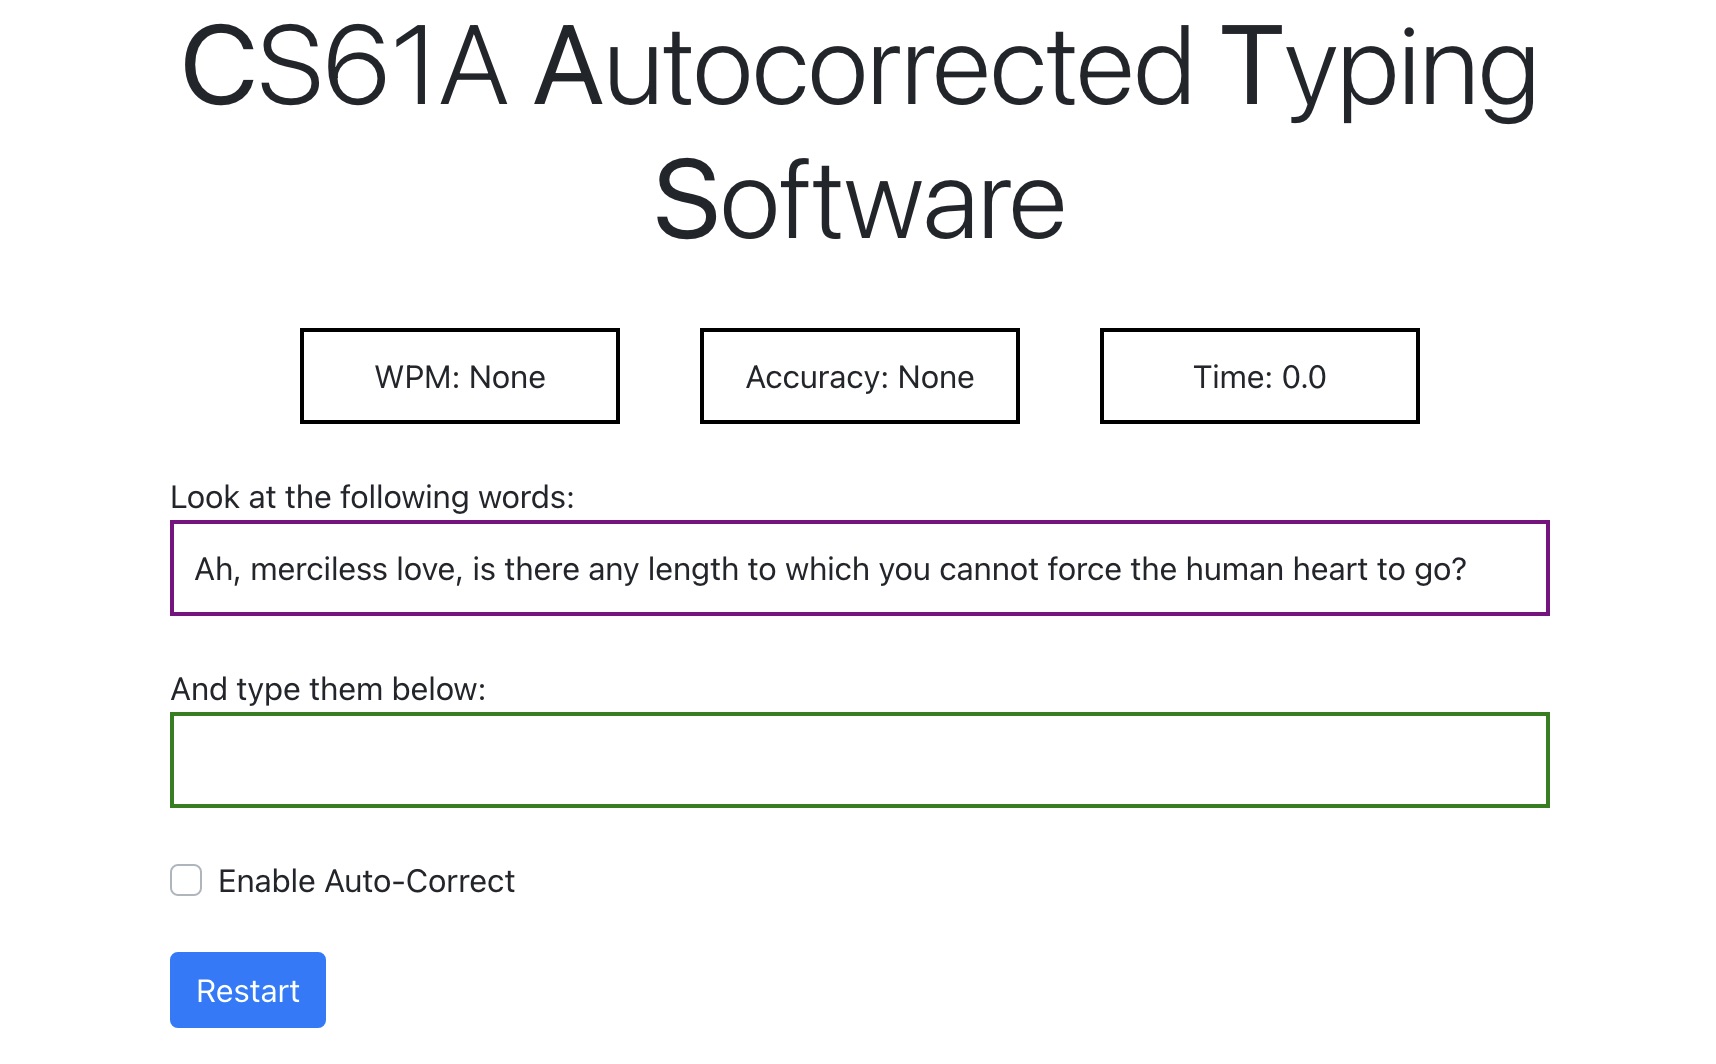 CS61A Autocorrected Typing
Software
WPM: None
Accuracy: None
Time: 0.0
Look at the following words:
Ah, merciless love, is there any length to which you cannot force the human heart to go?
And type them below:
Enable Auto-Correct
Restart